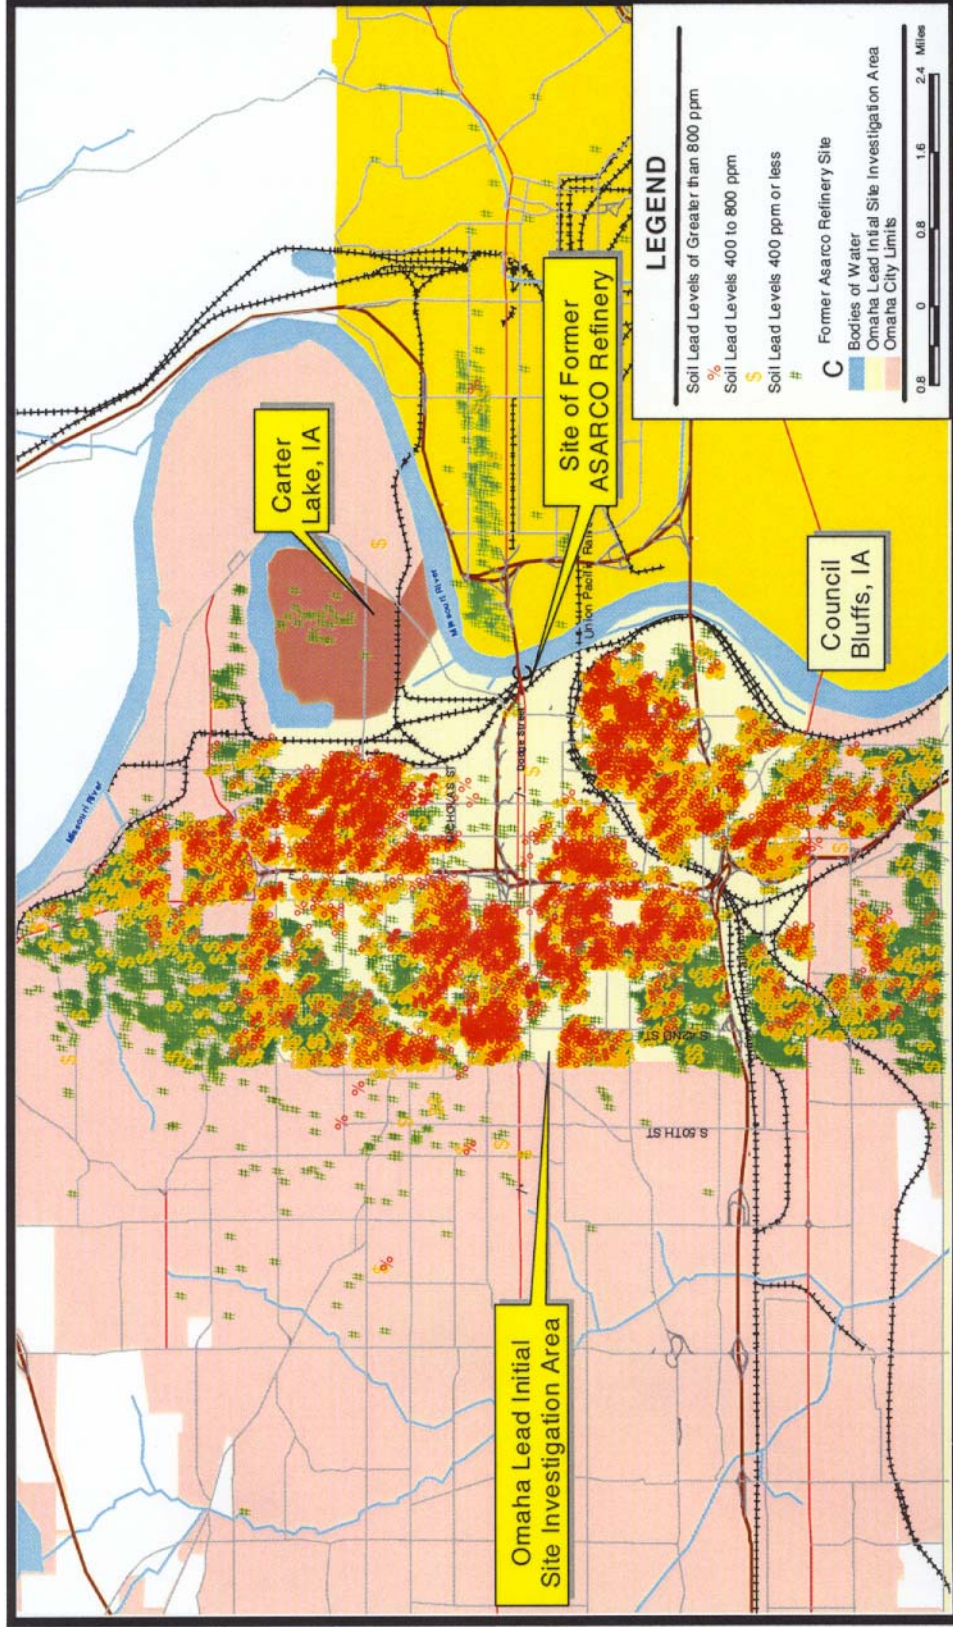 Missouri River
Carter
Lake, IA
Missouri River
Site of Former
ASARCO Refinery
NICHOLAS ST
Dodge Street
C
Union Pacific Railr
Omaha Lead Initial
Site Investigation Area
S 42ND ST
S 50TH ST
Council
Bluffs, IA
LEGEND
Soil Lead Levels of Greater than 800 ppm
%
Soil Lead Levels 400 to 800 ppm
$
Soil Lead Levels 400 ppm or less
#
C Former Asarco Refinery Site
Bodies of Water
Omaha Lead Intial Site Investigation Area
Omaha City Limits
0.8 0 0.8 1.6 2.4 Miles